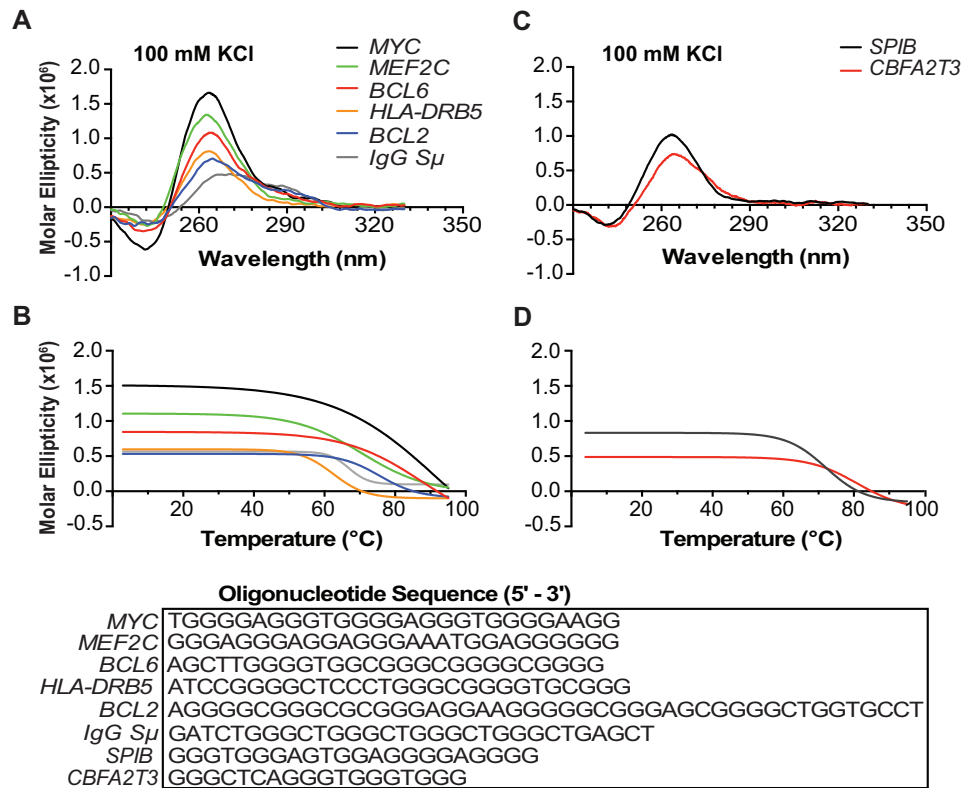 A
100 mM KCl
MYC
MEF2C
BCL6
HLA-DRB5
BCL2
IgG Sμ
Molar Ellipticity (x10⁶)
2.0
1.5
1.0
0.5
0.0
-0.5
-1.0
260
290
320
350
Wavelength (nm)
C
100 mM KCl
SPIB
CBFA2T3
2.0
1.5
1.0
0.5
0.0
-0.5
-1.0
260
290
320
350
Wavelength (nm)
B
Molar Ellipticity (x10⁶)
2.0
1.5
1.0
0.5
0.0
-0.5
20
40
60
80
100
Temperature (°C)
D
2.0
1.5
1.0
0.5
0.0
-0.5
20
40
60
80
100
Temperature (°C)
Oligonucleotide Sequence (5' - 3')
MYC TGGGGAGGGTGGGGAGGGTGGGGAAGG
MEF2C GGGAGGGAGGAGGGAAATGGAGGGGGG
BCL6 AGCTTGGGGTGGCGGGCGGGGCGGGG
HLA-DRB5 ATCCGGGGCTCCCTGGGCGGGGTGCGGG
BCL2 AGGGGCGGGCGCGGGAGGAAGGGGGCGGGAGCGGGGCTGGTGCCT
IgG Sμ GATCTGGGCTGGGCTGGGCTGGGCTGAGCT
SPIB GGGTGGGAGTGGAGGGGAGGGG
CBFA2T3 GGGCTCAGGGTGGGTGGG